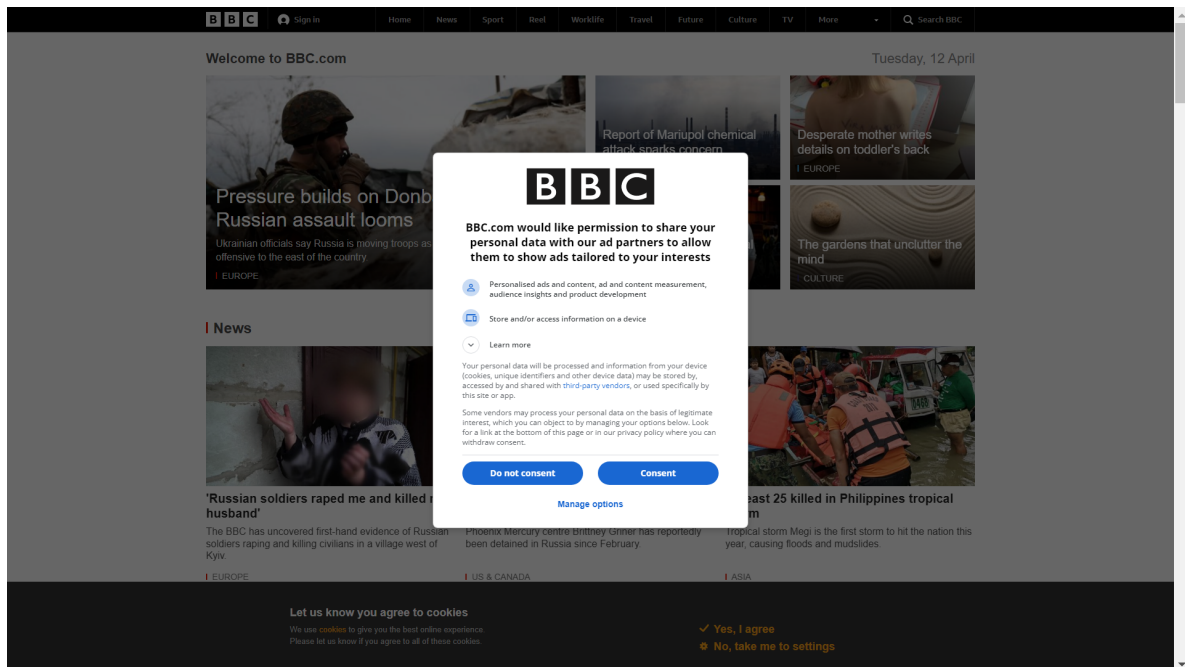 BBC
Sign in
Home
News
Sport
Reel
Worklife
Travel
Future
Culture
TV
More
Search BBC
Welcome to BBC.com
Tuesday, 12 April
Pressure builds on Donb
Russian assault looms
Ukrainian officials say Russia is moving troops as
offensive to the east of the country.
EUROPE
Report of Mariupol chemical
attack sparks concern
Desperate mother writes
details on toddler's back
EUROPE
The gardens that unclutter the
mind
CULTURE
BBC
BBC.com would like permission to share your
personal data with our ad partners to allow
them to show ads tailored to your interests
Personalised ads and content, ad and content measurement,
audience insights and product development
Store and/or access information on a device
Learn more
Your personal data will be processed and information from your device
(cookies, unique identifiers and other device data) may be stored by,
accessed by and shared with third-party vendors, or used specifically by
this site or app.
Some vendors may process your personal data on the basis of legitimate
interest, which you can object to by managing your options below. Look
for a link at the bottom of this page or in our privacy policy where you can
withdraw consent.
Do not consent
Consent
Manage options
News
'Russian soldiers raped me and killed
husband'
The BBC has uncovered first-hand evidence of Russian
soldiers raping and killing civilians in a village west of
Kyiv.
EUROPE
Phoenix Mercury centre Brittney Griner has reportedly
been detained in Russia since February.
US & CANADA
east 25 killed in Philippines tropical
m
Tropical storm Megi is the first storm to hit the nation this
year, causing floods and mudslides.
ASIA
Let us know you agree to cookies
We use cookies to give you the best online experience.
Please let us know if you agree to all of these cookies.
Yes, I agree
No, take me to settings